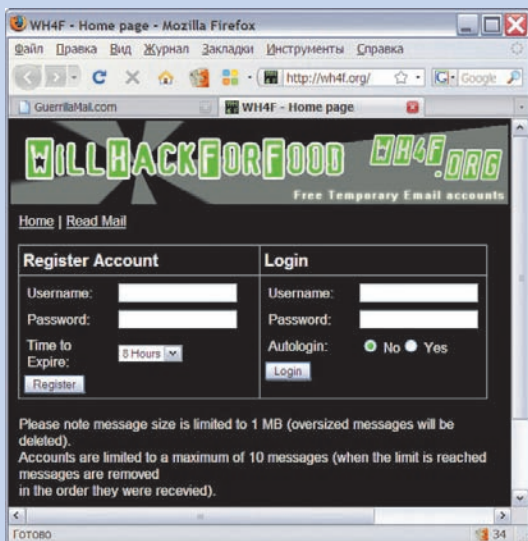 WH4F - Home page - Mozilla Firefox
Файл Правка Вид Журнал Закладки Инструменты Справка
http://wh4f.org/ Google
GuerrillaMail.com WH4F - Home page
WILLHACKFORFOOD WH4F.ORG
Free Temporary Email accounts
Home | Read Mail
Register Account
Username:
Password:
Time to
Expire:
8 Hours
Register
Login
Username:
Password:
Autologin: No Yes
Login
Please note message size is limited to 1 MB (oversized messages will be
deleted).
Accounts are limited to a maximum of 10 messages (when the limit is reached
messages are removed
in the order they were recevied).
Готово 34